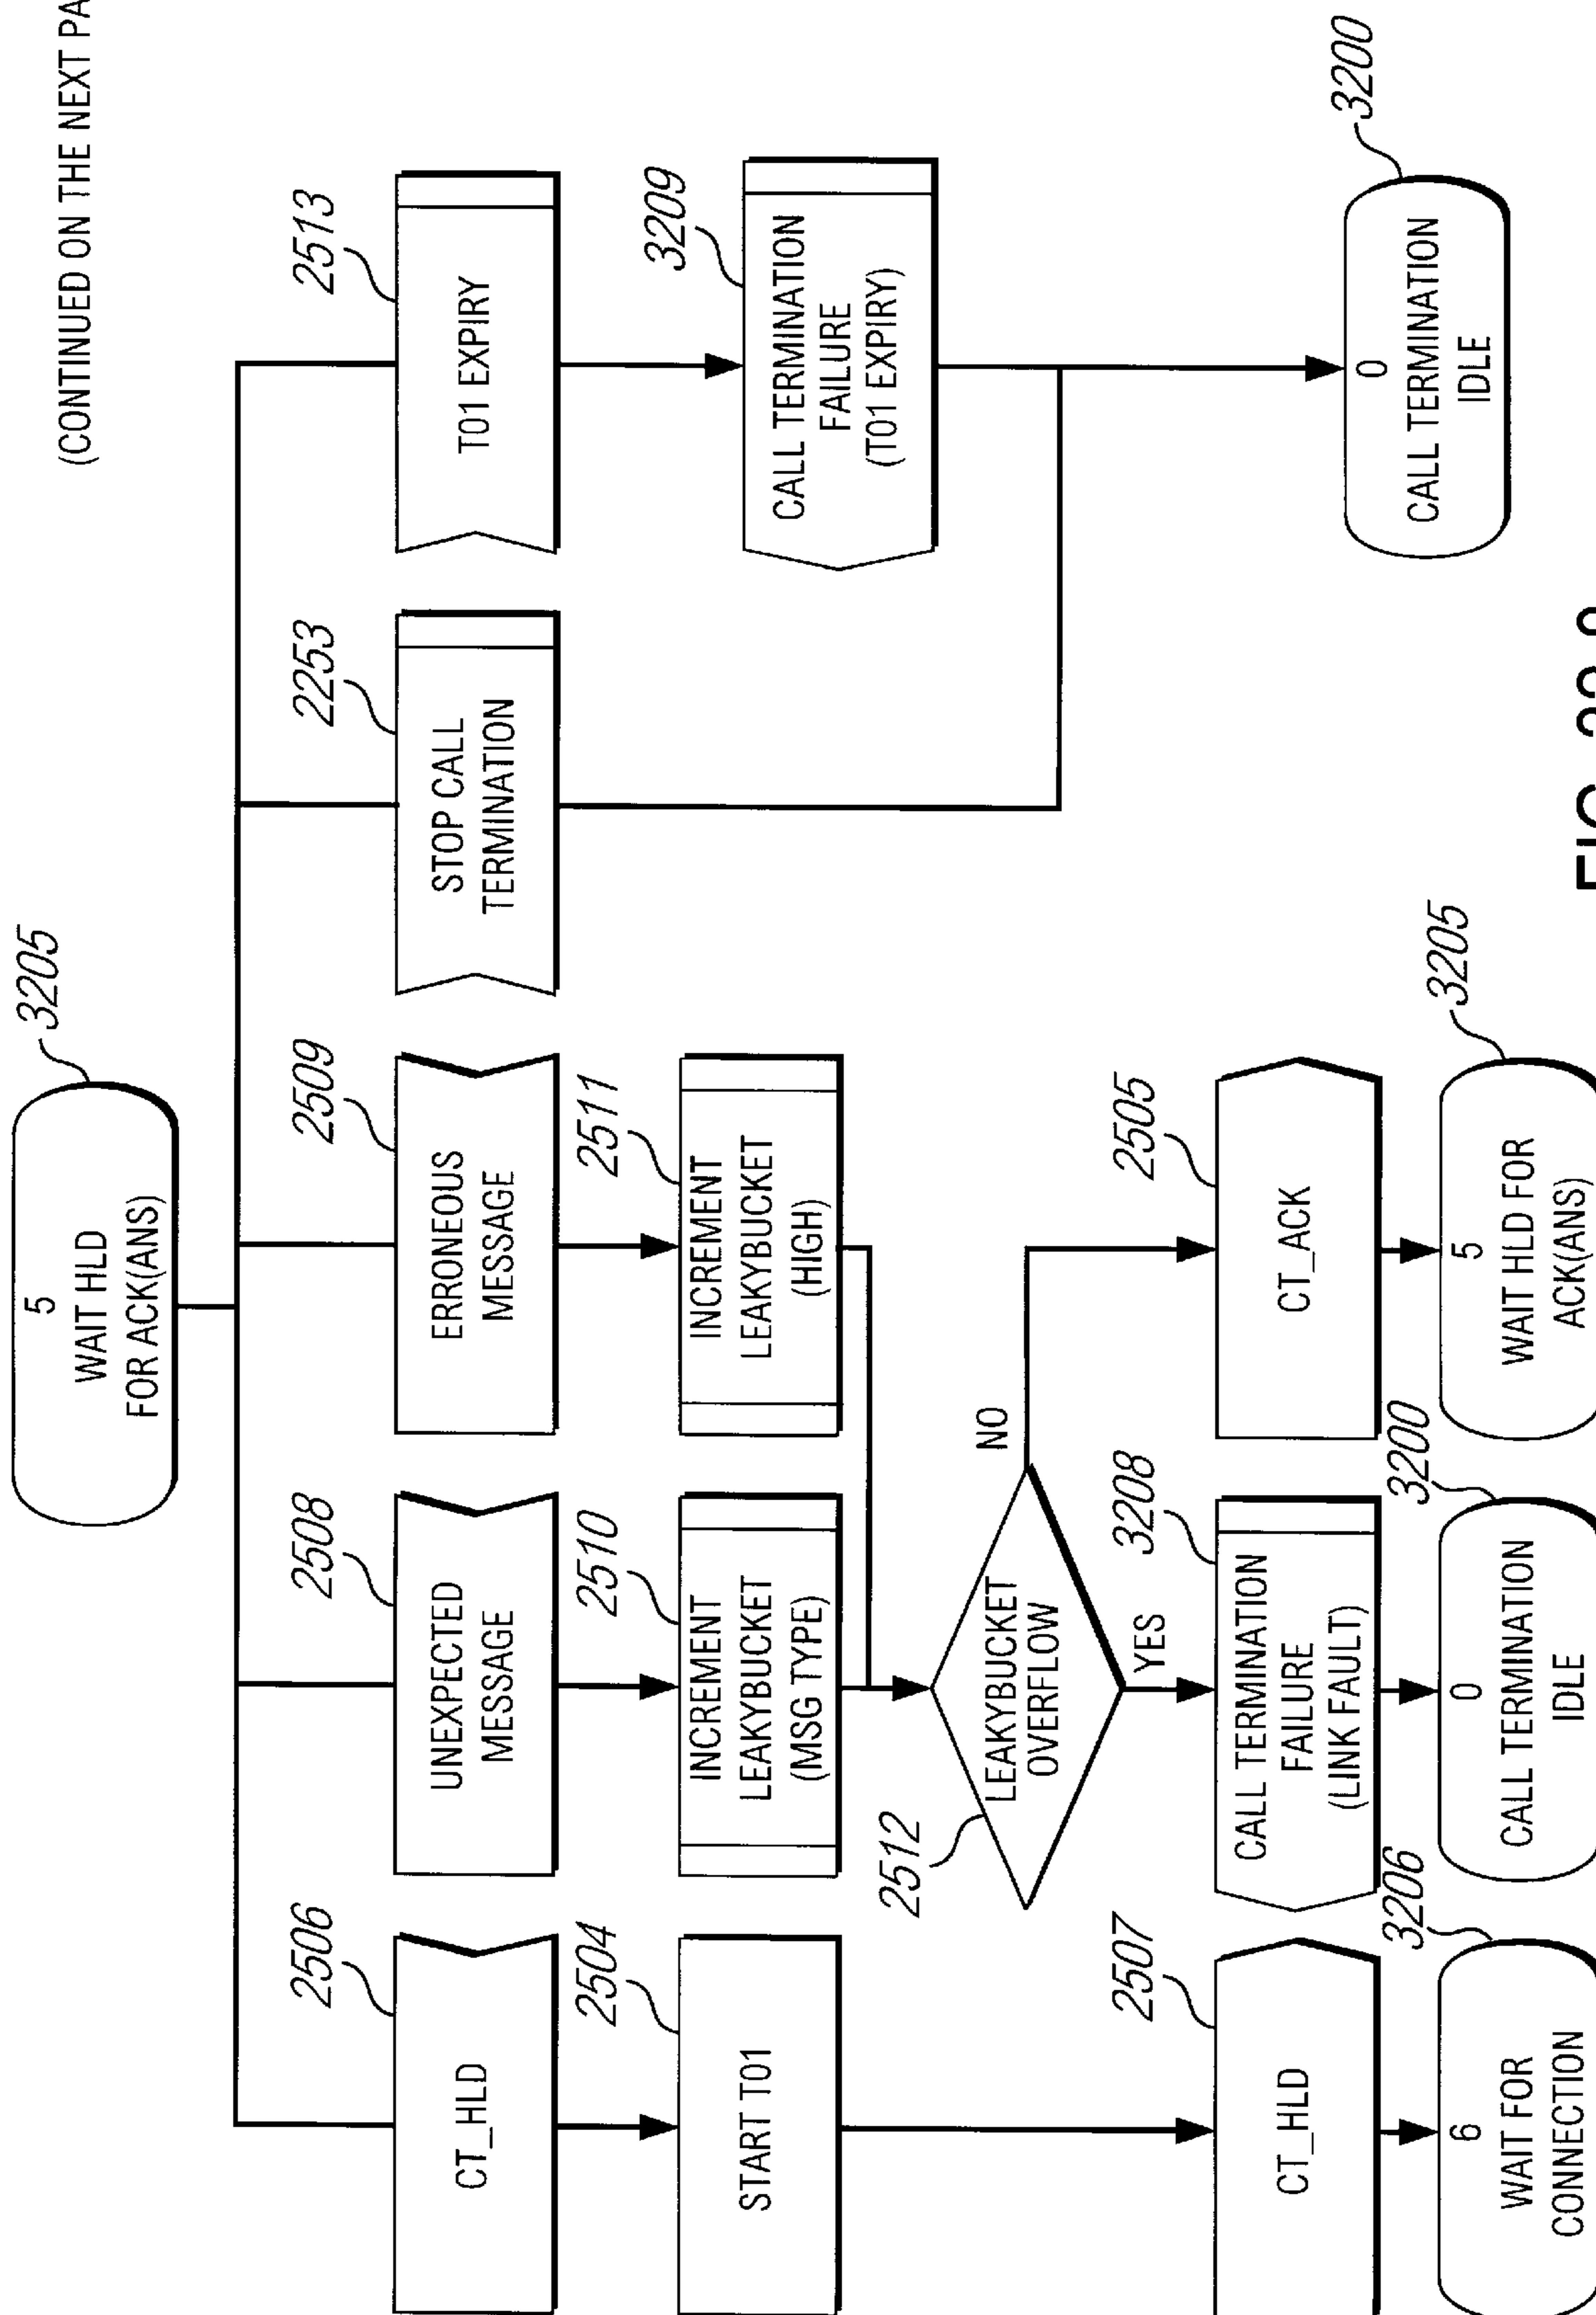 (CONTINUED ON THE NEXT PA
3205
5
WAIT HLD
FOR ACK(ANS)
2506
CT_HLD
2508
UNEXPECTED
MESSAGE
2509
ERRONEOUS
MESSAGE
2253
STOP CALL
TERMINATION
2513
T01 EXPIRY
2504
START T01
2510
INCREMENT
LEAKYBUCKET
(MSG TYPE)
2511
INCREMENT
LEAKYBUCKET
(HIGH)
3209
CALL TERMINATION
FAILURE
(T01 EXPIRY)
2512
LEAKYBUCKET
OVERFLOW
NO
YES
2507
CT_HLD
3208
CALL TERMINATION
FAILURE
(LINK FAULT)
2505
CT_ACK
3206
6
WAIT FOR
CONNECTION
3200
0
CALL TERMINATION
IDLE
3205
5
WAIT HLD FOR
ACK(ANS)
3200
0
CALL TERMINATION
IDLE